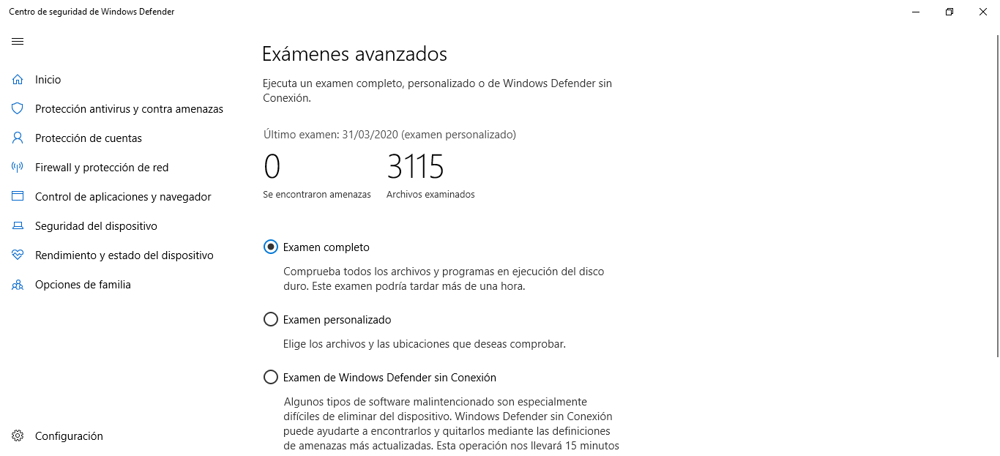 Centro de seguridad de Windows Defender
Inicio
Protección antivirus y contra amenazas
Protección de cuentas
Firewall y protección de red
Control de aplicaciones y navegador
Seguridad del dispositivo
Rendimiento y estado del dispositivo
Opciones de familia
Configuración
Exámenes avanzados
Ejecuta un examen completo, personalizado o de Windows Defender sin
Conexión.
Último examen: 31/03/2020 (examen personalizado)
0 3115
Se encontraron amenazas Archivos examinados
Examen completo
Comprueba todos los archivos y programas en ejecución del disco
duro. Este examen podría tardar más de una hora.
Examen personalizado
Elige los archivos y las ubicaciones que deseas comprobar.
Examen de Windows Defender sin Conexión
Algunos tipos de software malintencionado son especialmente
difíciles de eliminar del dispositivo. Windows Defender sin Conexión
puede ayudarte a encontrarlos y quitarlos mediante las definiciones
de amenazas más actualizadas. Esta operación nos llevará 15 minutos